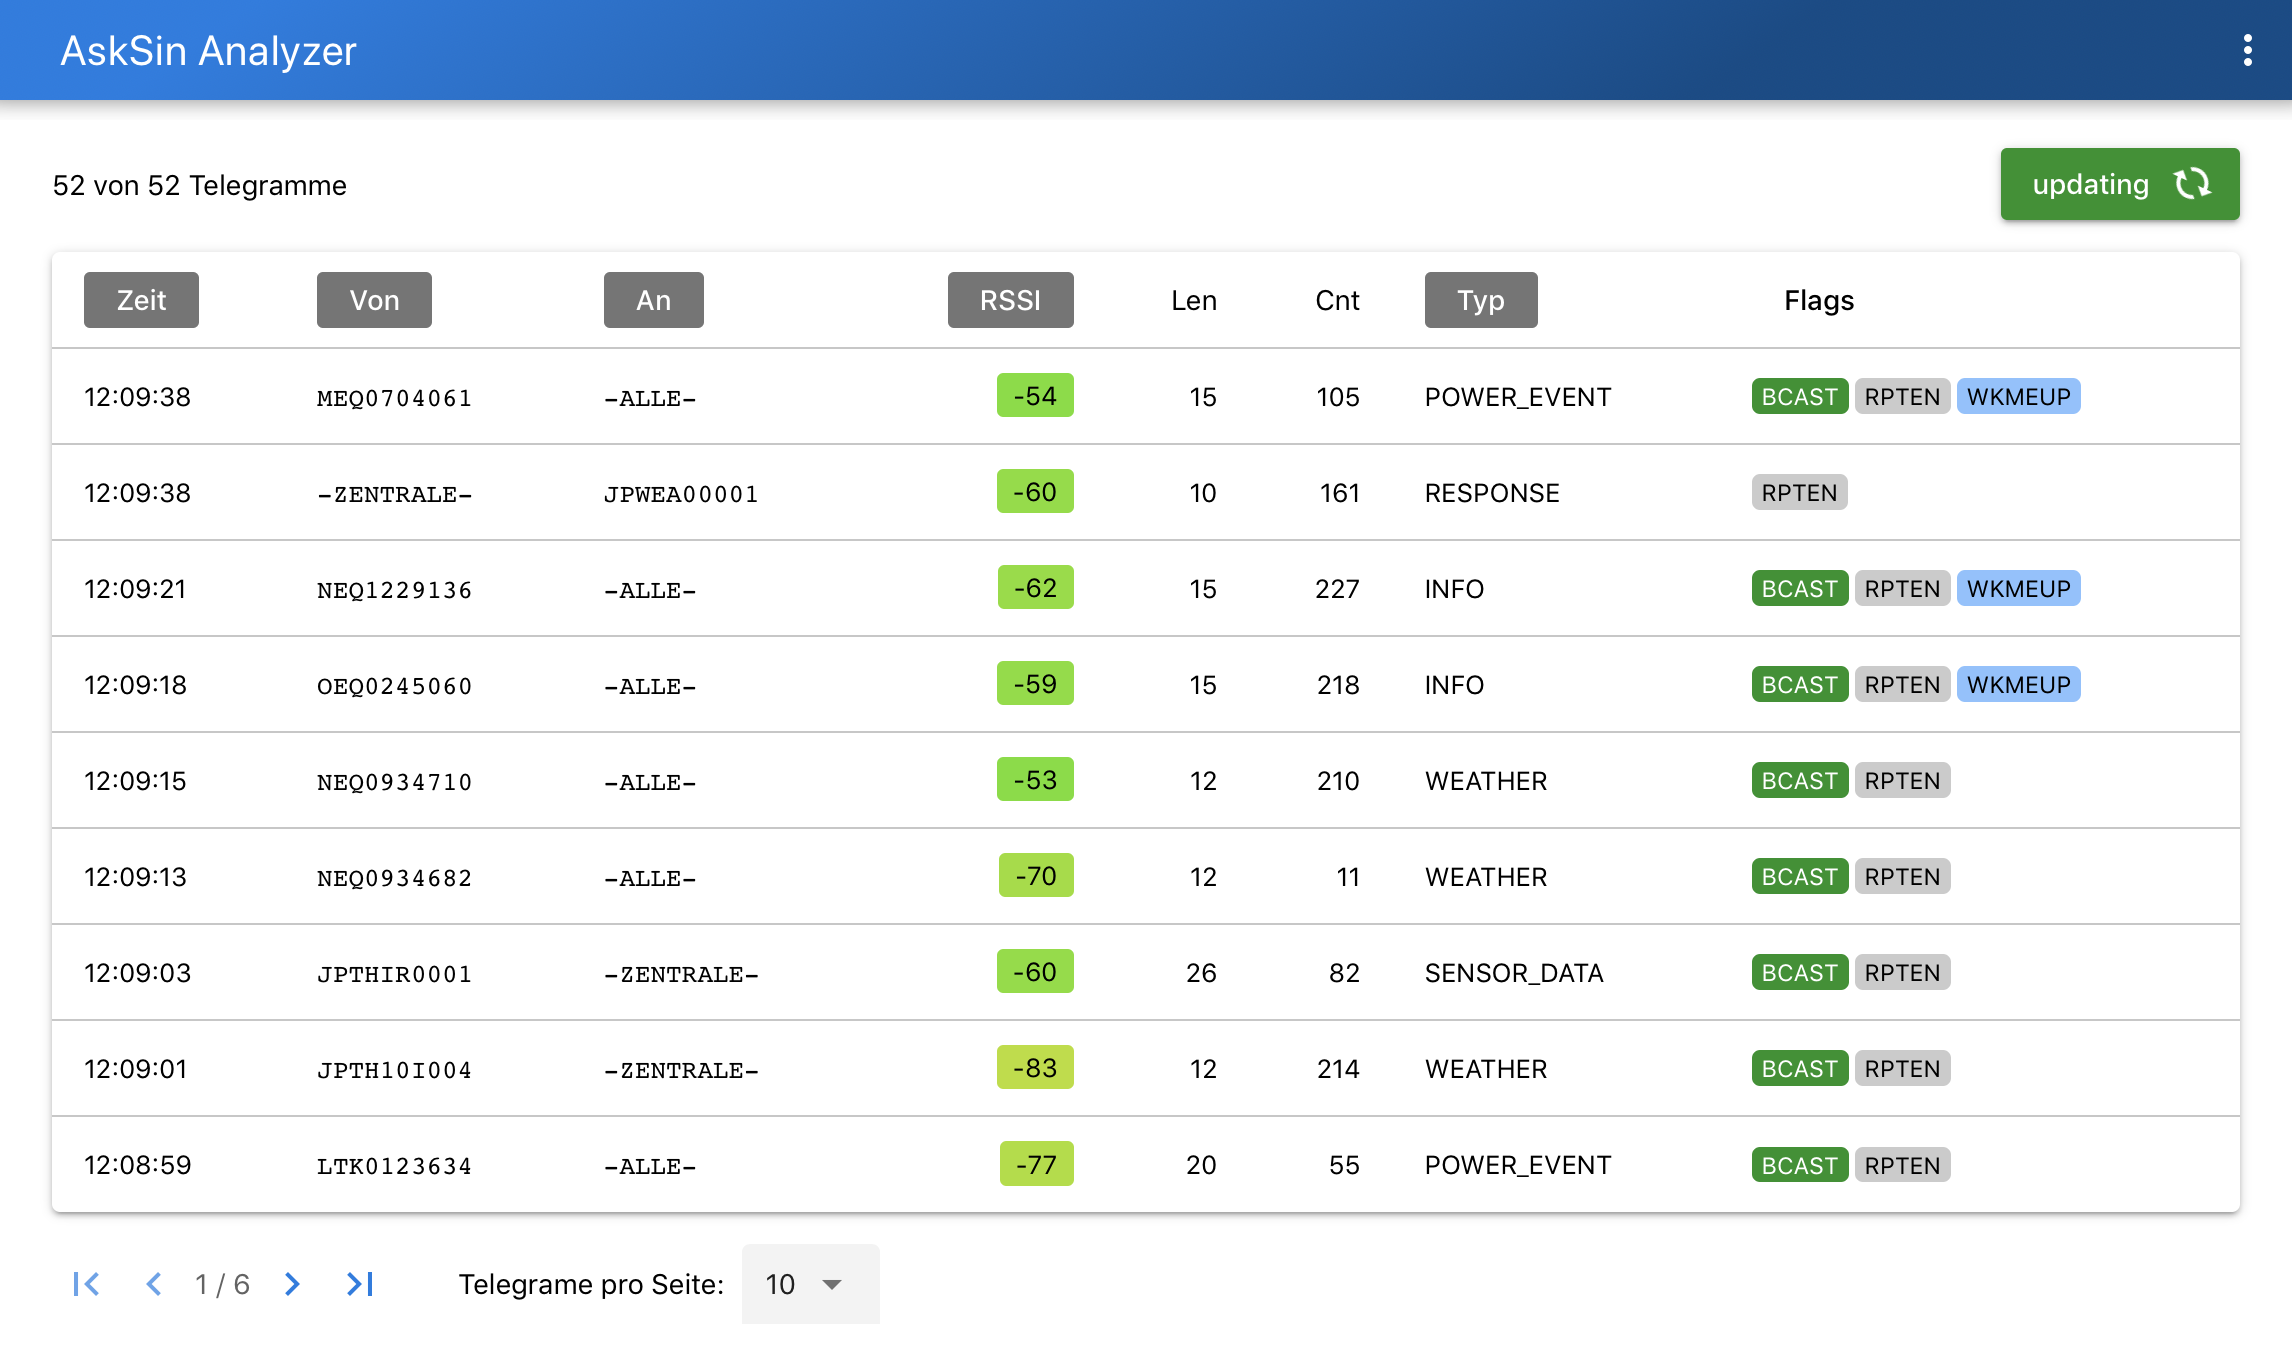 AskSin Analyzer
52 von 52 Telegramme
updating
Zeit Von An RSSI Len Cnt Typ Flags
12:09:38 MEQ0704061 -ALLE- -54 15 105 POWER_EVENT BCAST RPTEN WKMEUP
12:09:38 -ZENTRALE- JPWEA00001 -60 10 161 RESPONSE RPTEN
12:09:21 NEQ1229136 -ALLE- -62 15 227 INFO BCAST RPTEN WKMEUP
12:09:18 OEQ0245060 -ALLE- -59 15 218 INFO BCAST RPTEN WKMEUP
12:09:15 NEQ0934710 -ALLE- -53 12 210 WEATHER BCAST RPTEN
12:09:13 NEQ0934682 -ALLE- -70 12 11 WEATHER BCAST RPTEN
12:09:03 JPTHIR0001 -ZENTRALE- -60 26 82 SENSOR_DATA BCAST RPTEN
12:09:01 JPTH10I004 -ZENTRALE- -83 12 214 WEATHER BCAST RPTEN
12:08:59 LTK0123634 -ALLE- -77 20 55 POWER_EVENT BCAST RPTEN
1 / 6 Telegrame pro Seite: 10